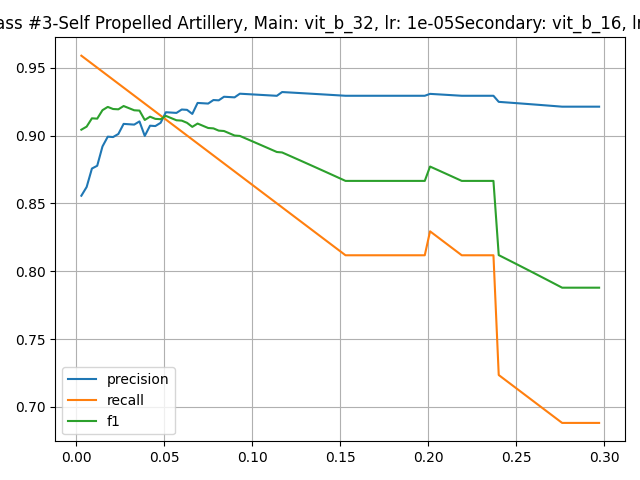 ass #3-Self Propelled Artillery, Main: vit_b_32, lr: 1e-05Secondary: vit_b_16, lr
0.95
0.90
0.85
0.80
0.75
0.70
precision
recall
f1
0.00 0.05 0.10 0.15 0.20 0.25 0.30